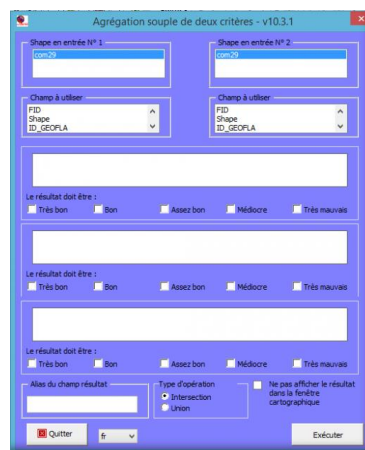 Agrégation souple de deux critères - v10.3.1
Shape en entrée N° 1
Shape en entrée N° 2
com29
com29
Champ à utiliser
Champ à utiliser
FID
Shape
ID_GEOFLA
FID
Shape
ID_GEOFLA
Le résultat doit être :
Très bon Bon Assez bon Médiocre Très mauvais
Le résultat doit être :
Très bon Bon Assez bon Médiocre Très mauvais
Le résultat doit être :
Très bon Bon Assez bon Médiocre Très mauvais
Alias du champ résultat
Type d'opération
Intersection
Union
Ne pas afficher le résultat
dans la fenêtre
cartographique
Quitter
fr
Exécuter